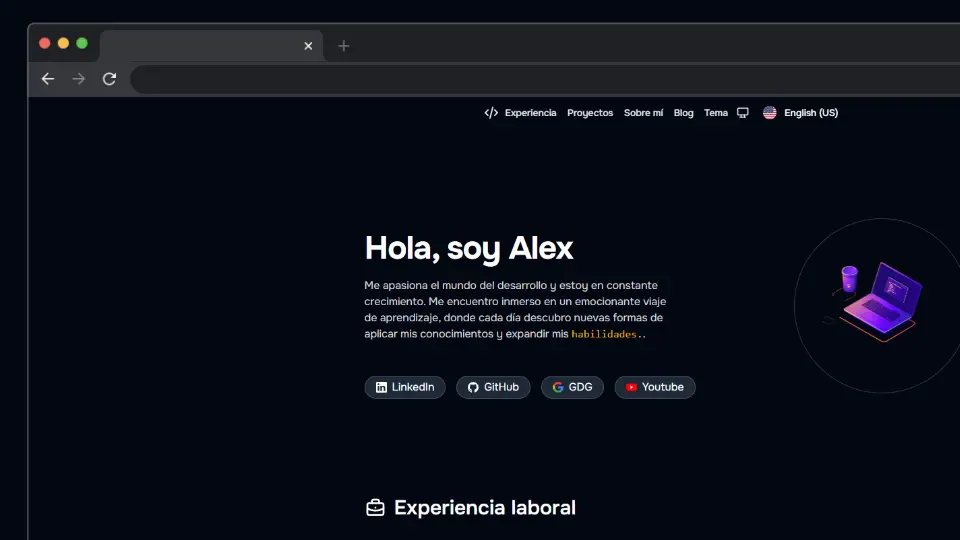 Experiencia Proyectos Sobre mí Blog Tema English (US)
Hola, soy Alex
Me apasiona el mundo del desarrollo y estoy en constante
crecimiento. Me encuentro inmerso en un emocionante viaje
de aprendizaje, donde cada día descubro nuevas formas de
aplicar mis conocimientos y expandir mis habilidades..
LinkedIn GitHub GDG Youtube
Experiencia laboral